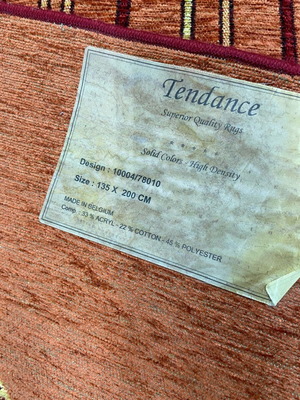 Tendance
Superior Quality Rugs
Solid Colors - High Density
Design : 10004/78010
Size : 135 X 200 CM
MADE IN BELGIUM
Comp. : 33 % ACRYL - 22 % COTTON - 45 % POLYESTER